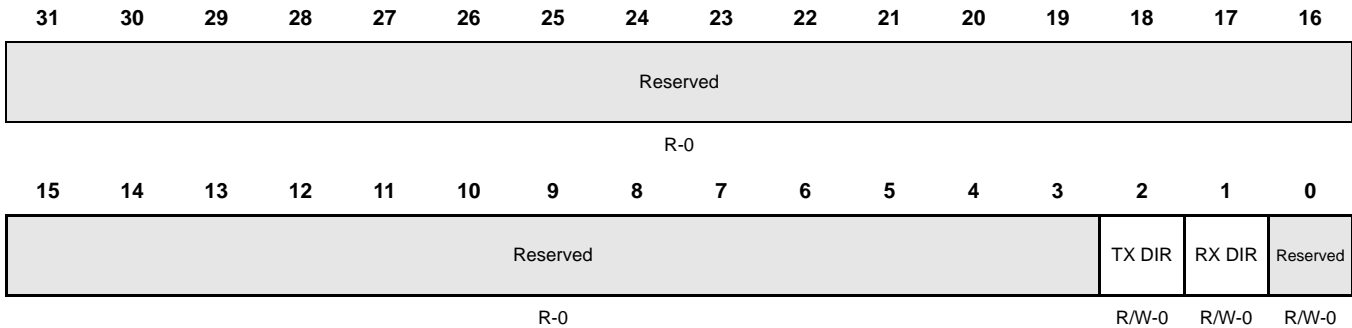 31 30 29 28 27 26 25 24 23 22 21 20 19 18 17 16
Reserved
R-0
15 14 13 12 11 10 9 8 7 6 5 4 3 2 1 0
Reserved TX DIR RX DIR Reserved
R-0 R/W-0 R/W-0 R/W-0